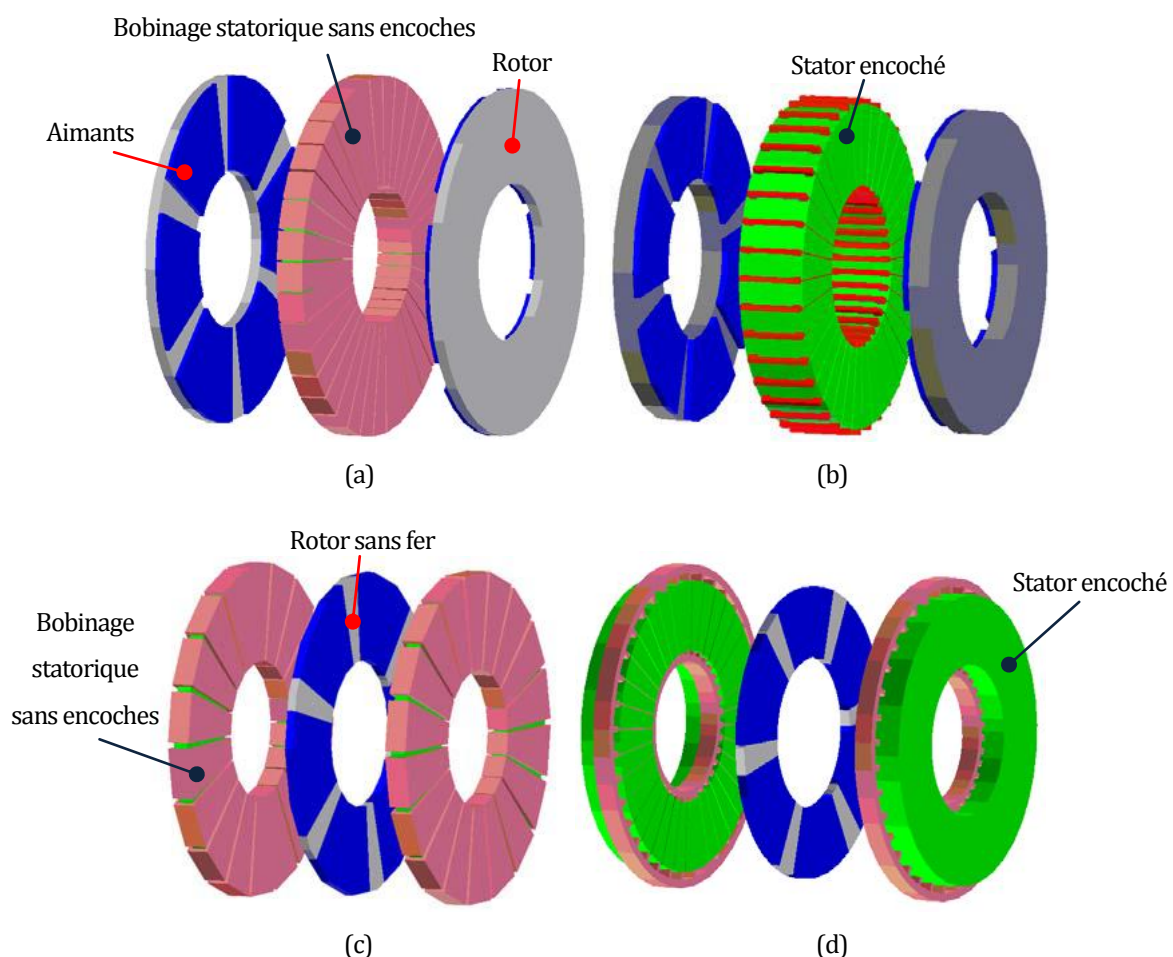 Bobinage statorique sans encoches
Rotor
Aimants
Stator encoché
(a)
(b)
Rotor sans fer
Stator encoché
Bobinage
statorique
sans encoches
(c)
(d)